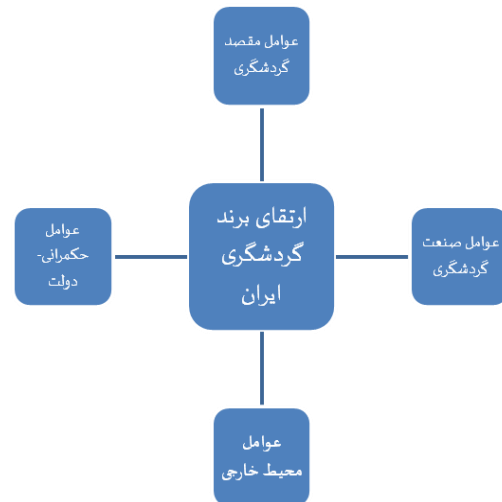 عوامل مقصد
گردشگری
ارتقای برند
گردشگری
ایران
عوامل صنعت
گردشگری
عوامل
حکمرانی-
دولت
عوامل
محیط خارجی